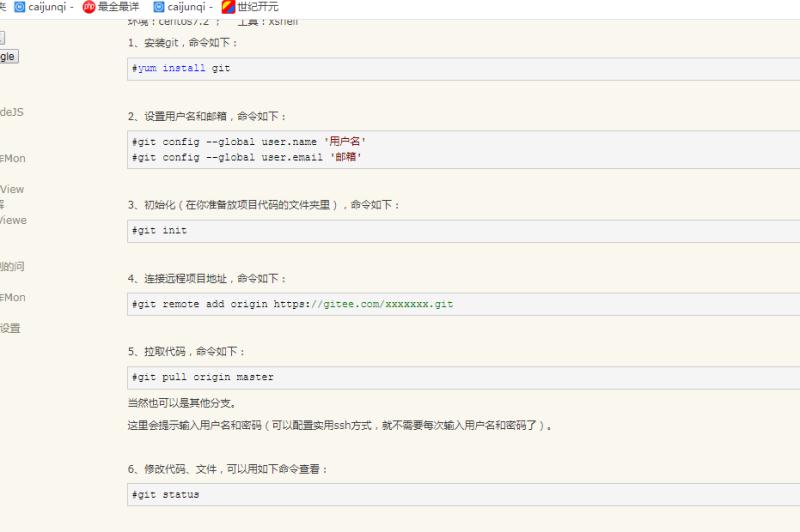 夹 caijunqi - php 最全最详 caijunqi - 世纪开元
环境：centos7.2 ； 工具：xshell
1、安装git，命令如下：
gle
#yum install git
deJS
2、设置用户名和邮箱，命令如下：
#git config --global user.name '用户名'
#git config --global user.email '邮箱'
Mon
View
解
Viewe
3、初始化（在你准备放项目代码的文件夹里），命令如下：
#git init
到的问
4、连接远程项目地址，命令如下：
Mon
#git remote add origin https://gitee.com/xxxxxxx.git
设置
5、拉取代码，命令如下：
#git pull origin master
当然也可以是其他分支。
这里会提示输入用户名和密码（可以配置实用ssh方式，就不需要每次输入用户名和密码了）。
6、修改代码、文件，可以用如下命令查看：
#git status